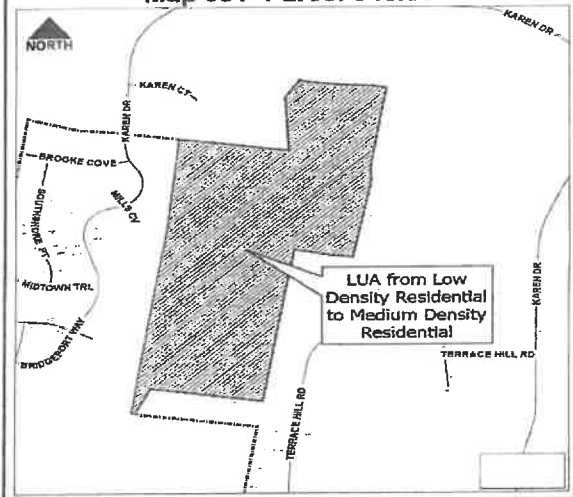 NORTH
KAREN DR
KAREN CT
KAREN DR
BROOKE COVE
MILLS CV
MIDTOWN TRL
BRIDGEPORT WAY
LUA from Low
Density Residential
to Medium Density
Residential
KAREN DR
TERRACE HILL RD
TERRACE HILL RD